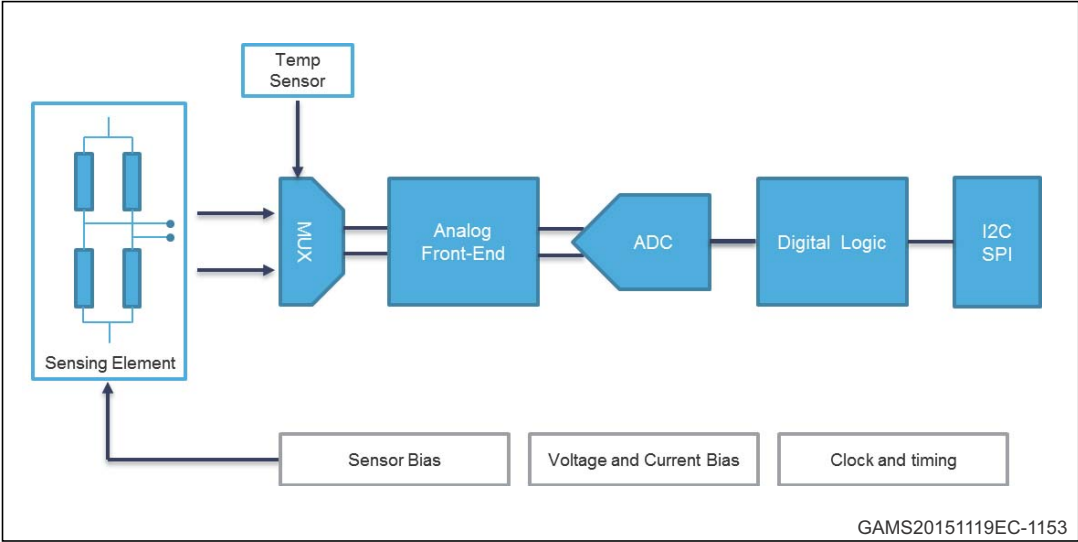 Temp
Sensor
MUX
Analog
Front-End
ADC
Digital Logic
I2C
SPI
Sensing Element
Sensor Bias
Voltage and Current Bias
Clock and timing
GAMS20151119EC-1153